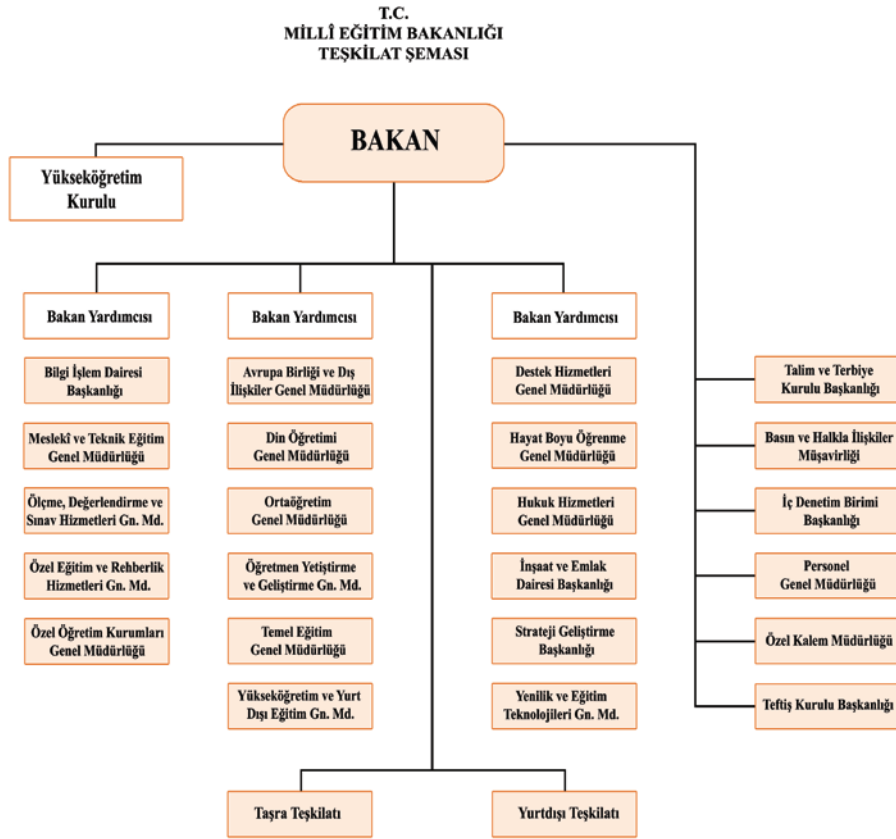 T.C.
MİLLÎ EĞİTİM BAKANLIĞI
TEŞKİLAT ŞEMASI
BAKAN
Yükseköğretim
Kurulu
Bakan Yardımcısı
Bilgi İşlem Dairesi
Başkanlığı
Meslekî ve Teknik Eğitim
Genel Müdürlüğü
Ölçme, Değerlendirme ve
Sınav Hizmetleri Gn. Md.
Özel Eğitim ve Rehberlik
Hizmetleri Gn. Md.
Özel Öğretim Kurumları
Genel Müdürlüğü
Bakan Yardımcısı
Avrupa Birliği ve Dış
İlişkiler Genel Müdürlüğü
Din Öğretimi
Genel Müdürlüğü
Ortaöğretim
Genel Müdürlüğü
Öğretmen Yetiştirme
ve Geliştirme Gn. Md.
Temel Eğitim
Genel Müdürlüğü
Yükseköğretim ve Yurt
Dışı Eğitim Gn. Md.
Bakan Yardımcısı
Destek Hizmetleri
Genel Müdürlüğü
Hayat Boyu Öğrenme
Genel Müdürlüğü
Hukuk Hizmetleri
Genel Müdürlüğü
İnşaat ve Emlak
Dairesi Başkanlığı
Strateji Geliştirme
Başkanlığı
Yenilik ve Eğitim
Teknolojileri Gn. Md.
Talim ve Terbiye
Kurulu Başkanlığı
Basın ve Halkla İlişkiler
Müşavirliği
İç Denetim Birimi
Başkanlığı
Personel
Genel Müdürlüğü
Özel Kalem Müdürlüğü
Teftiş Kurulu Başkanlığı
Taşra Teşkilatı
Yurtdışı Teşkilatı